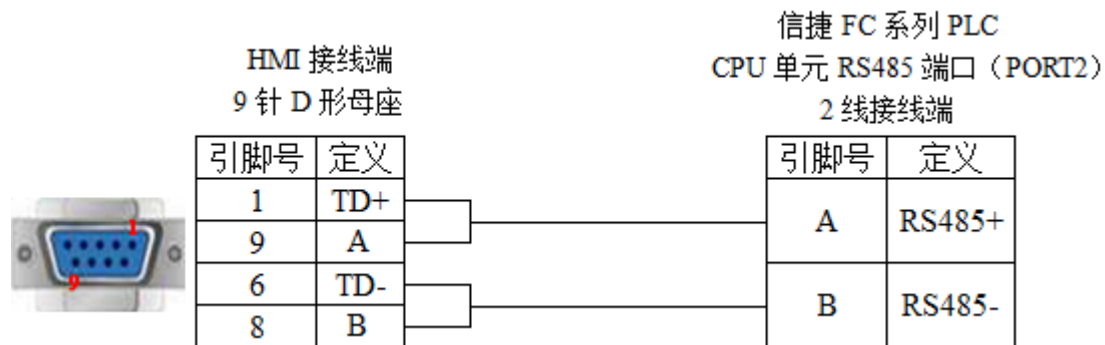 信捷 FC 系列 PLC
HMI 接线端
CPU 单元 RS485 端口（PORT2）
9 针 D 形母座
2 线接线端
引脚号 定义
引脚号 定义
1 TD+
9 A
6 TD-
8 B
A RS485+
B RS485-
1
9